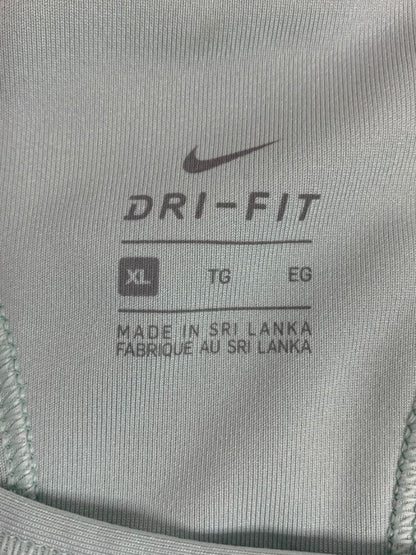 DRI-FIT
XL TG EG
MADE IN SRI LANKA
FABRIQUE AU SRI LANKA